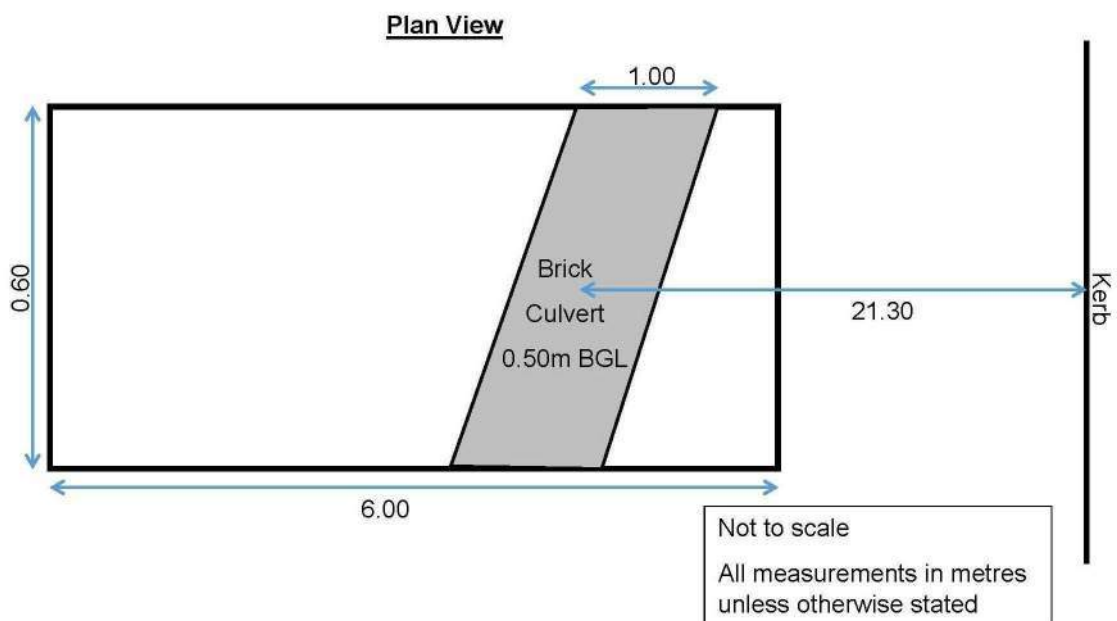 Plan View
1.00
0.60
Brick
Culvert
0.50m BGL
21.30
Kerb
6.00
Not to scale
All measurements in metres
unless otherwise stated